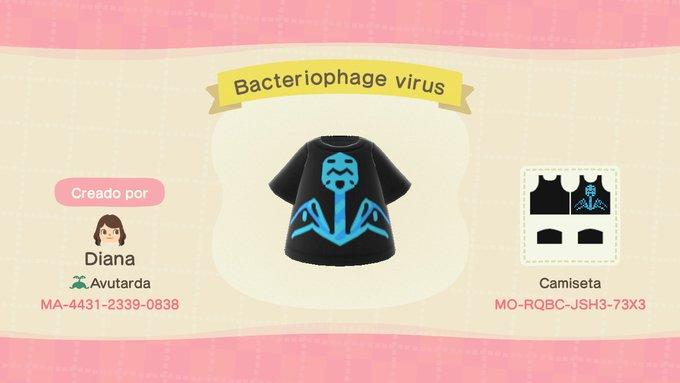 Bacteriophage virus
Creado por
Diana
Avutarda
MA-4431-2339-0838
Camiseta
MO-RQBC-JSH3-73X3